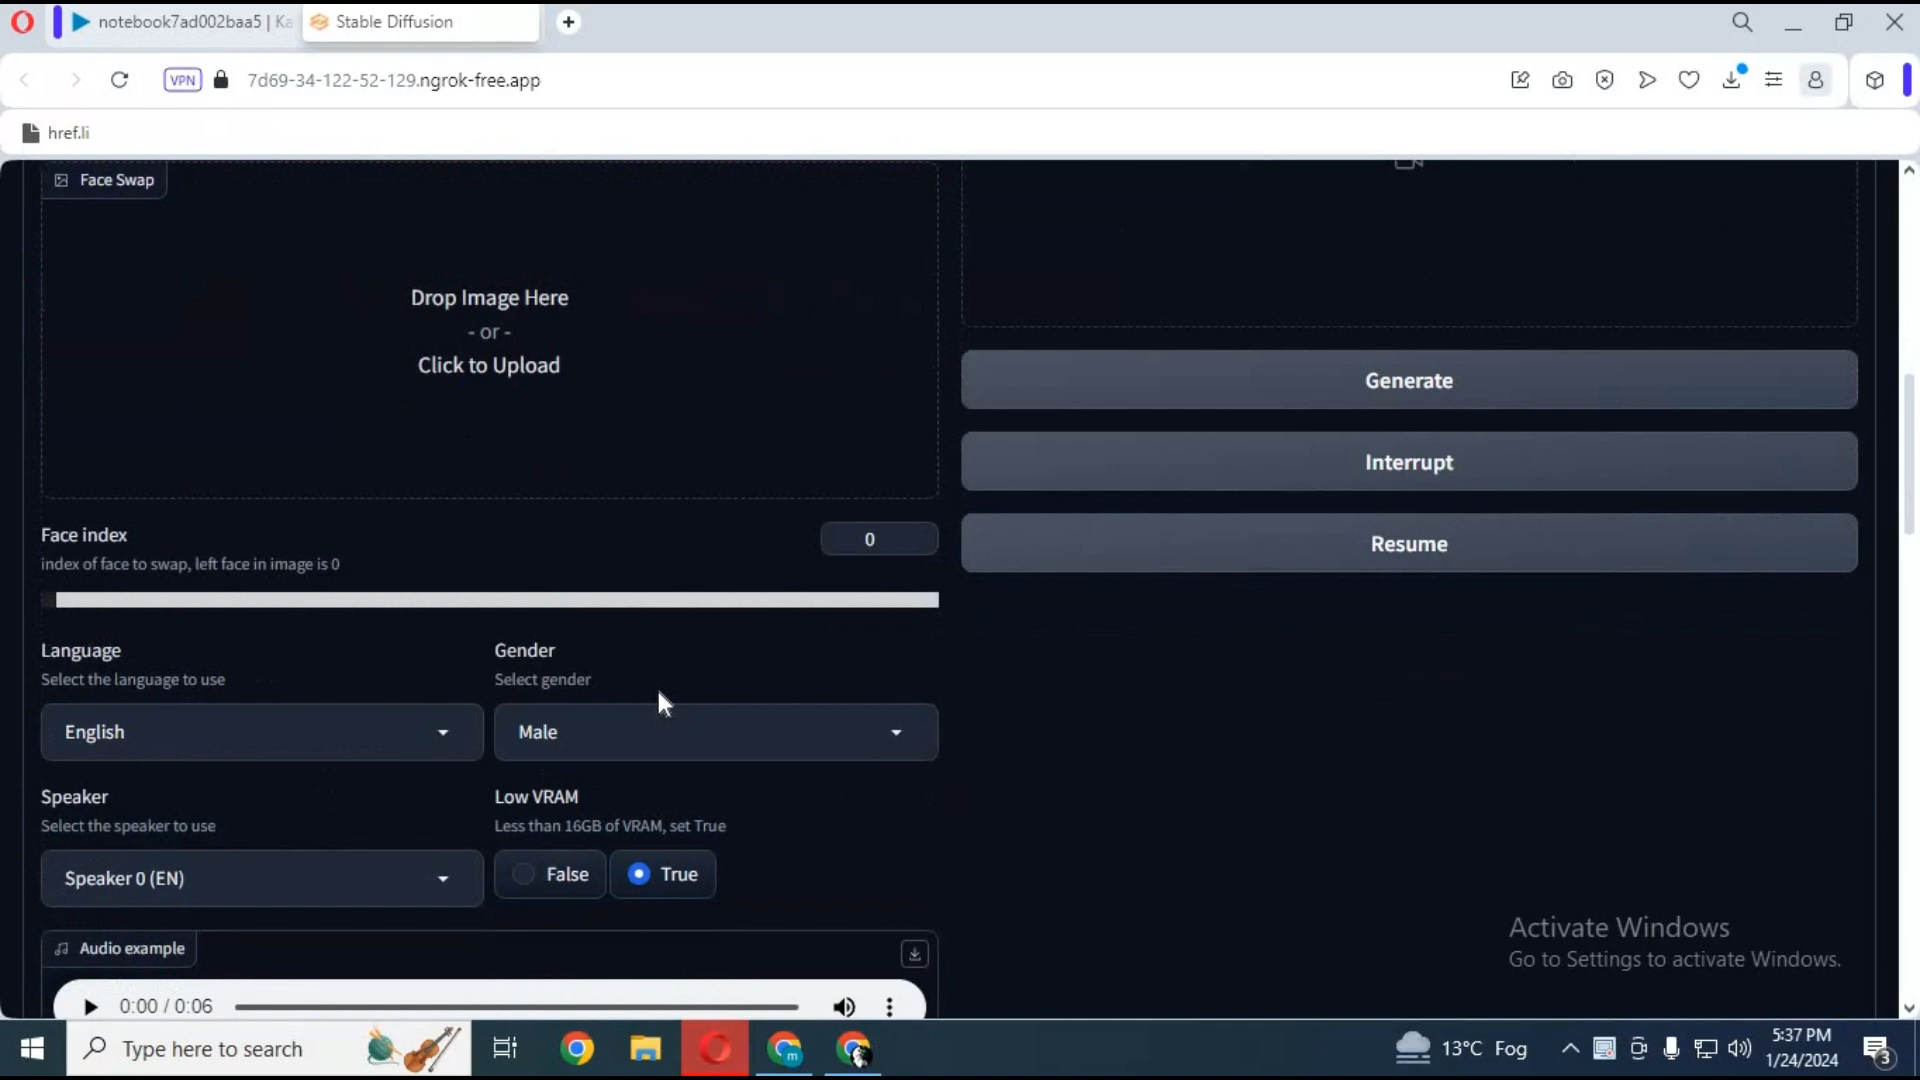 notebook7ad002baa5 | Ka
Stable Diffusion
VPN
7d69-34-122-52-129.ngrok-free.app
href.li
Face Swap
Drop Image Here
- or -
Click to Upload
Generate
Interrupt
Resume
Face index
0
index of face to swap, left face in image is 0
Language
Gender
Select the language to use
Select gender
English
Male
Speaker
Low VRAM
Select the speaker to use
Less than 16GB of VRAM, set True
Speaker 0 (EN)
False
True
Audio example
0:00 / 0:06
Activate Windows
Go to Settings to activate Windows.
Type here to search
m
13°C Fog
5:37 PM
1/24/2024
3